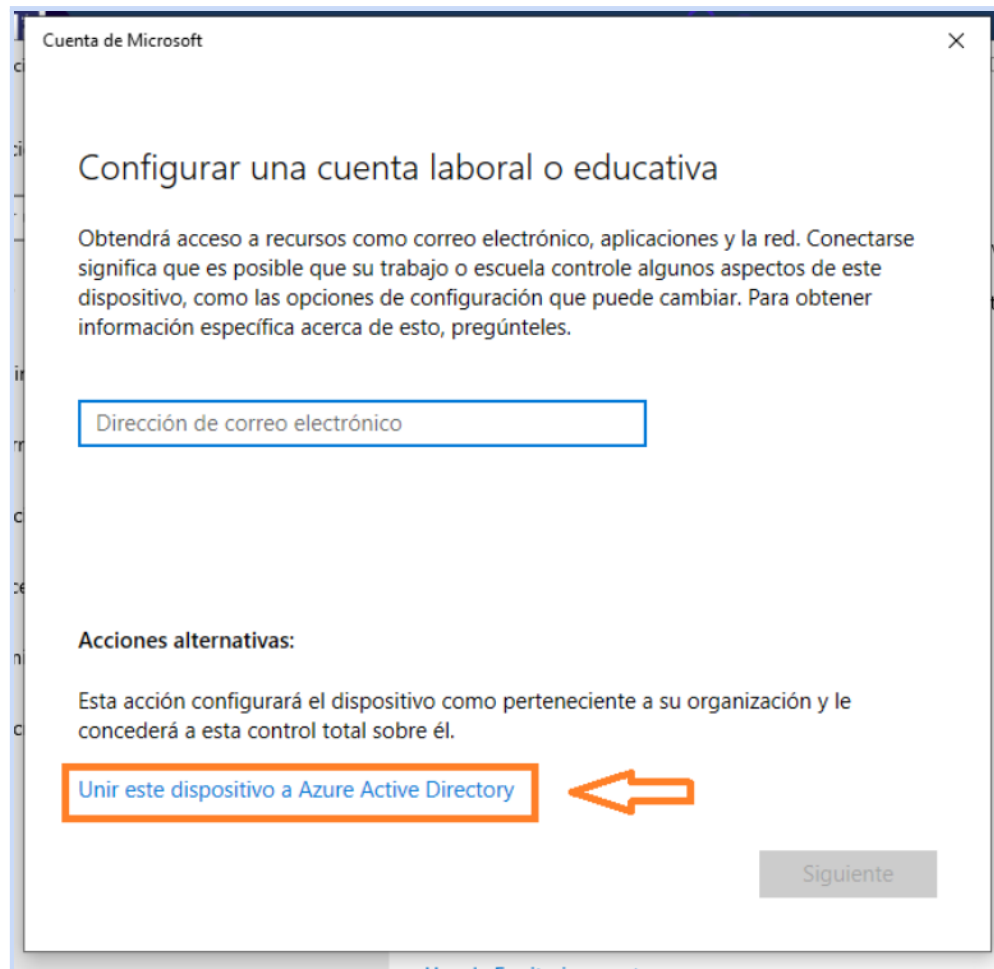 Cuenta de Microsoft
Configurar una cuenta laboral o educativa
Obtendrá acceso a recursos como correo electrónico, aplicaciones y la red. Conectarse
significa que es posible que su trabajo o escuela controle algunos aspectos de este
dispositivo, como las opciones de configuración que puede cambiar. Para obtener
información específica acerca de esto, pregúnteles.
Dirección de correo electrónico
Acciones alternativas:
Esta acción configurará el dispositivo como perteneciente a su organización y le
concederá a esta control total sobre él.
Unir este dispositivo a Azure Active Directory
Siguiente